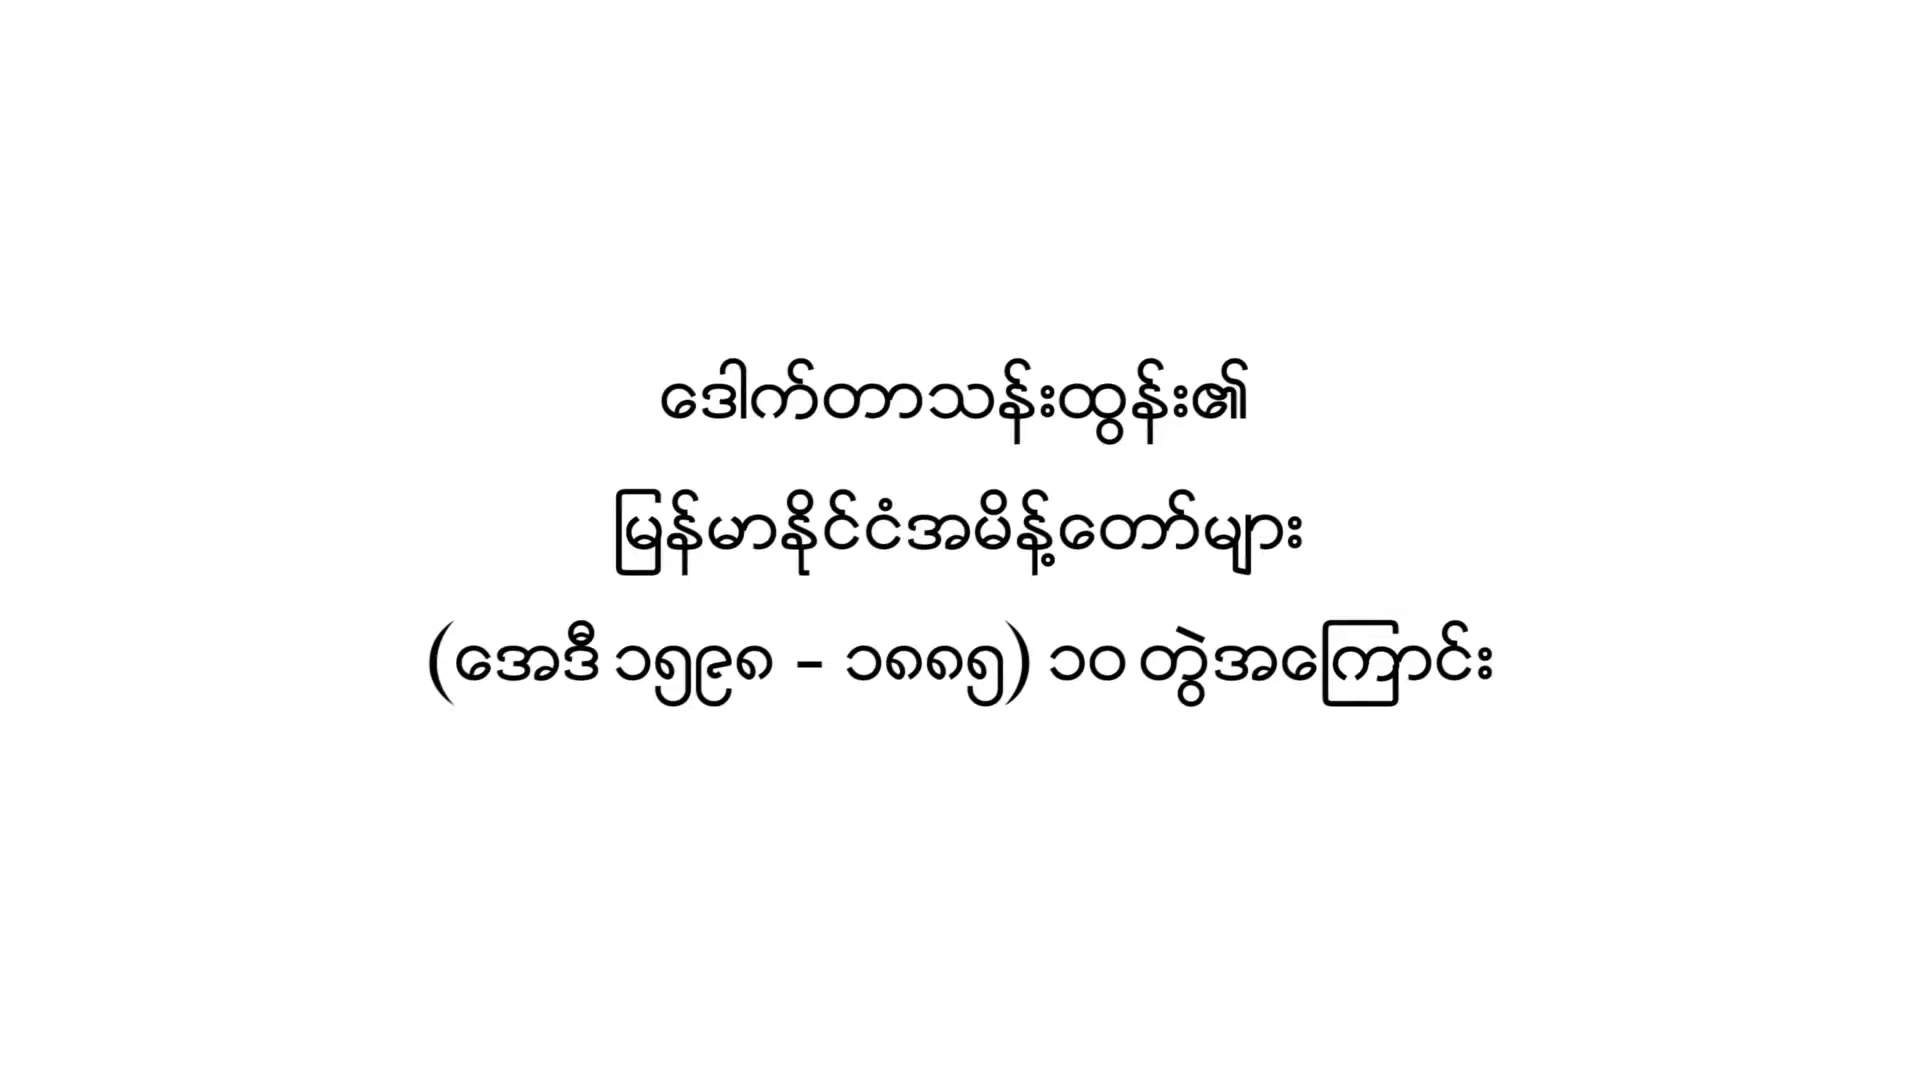 ဒေါက်တာသန်းထွန်း၏
မြန်မာနိုင်ငံအမိန့်တော်များ
(အေဒီ ၁၅၉၈ - ၁၈၈၅) ၁၀ တွဲအကြောင်း